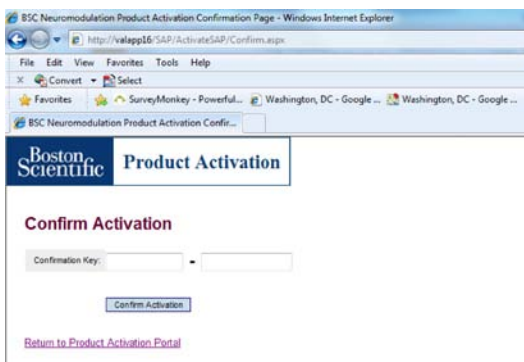 BSC Neuromodulation Product Activation Confirmation Page - Windows Internet Explorer
http://valapp16/SAP/ActivateSAP/Confirm.aspx
File Edit View Favorites Tools Help
x Convert Select
Favorites SurveyMonkey - Powerful... Washington, DC - Google ... Washington, DC - Google ...
BSC Neuromodulation Product Activation Confir...
Boston Scientific Product Activation
Confirm Activation
Confirmation Key: -
Confirm Activation
Return to Product Activation Portal